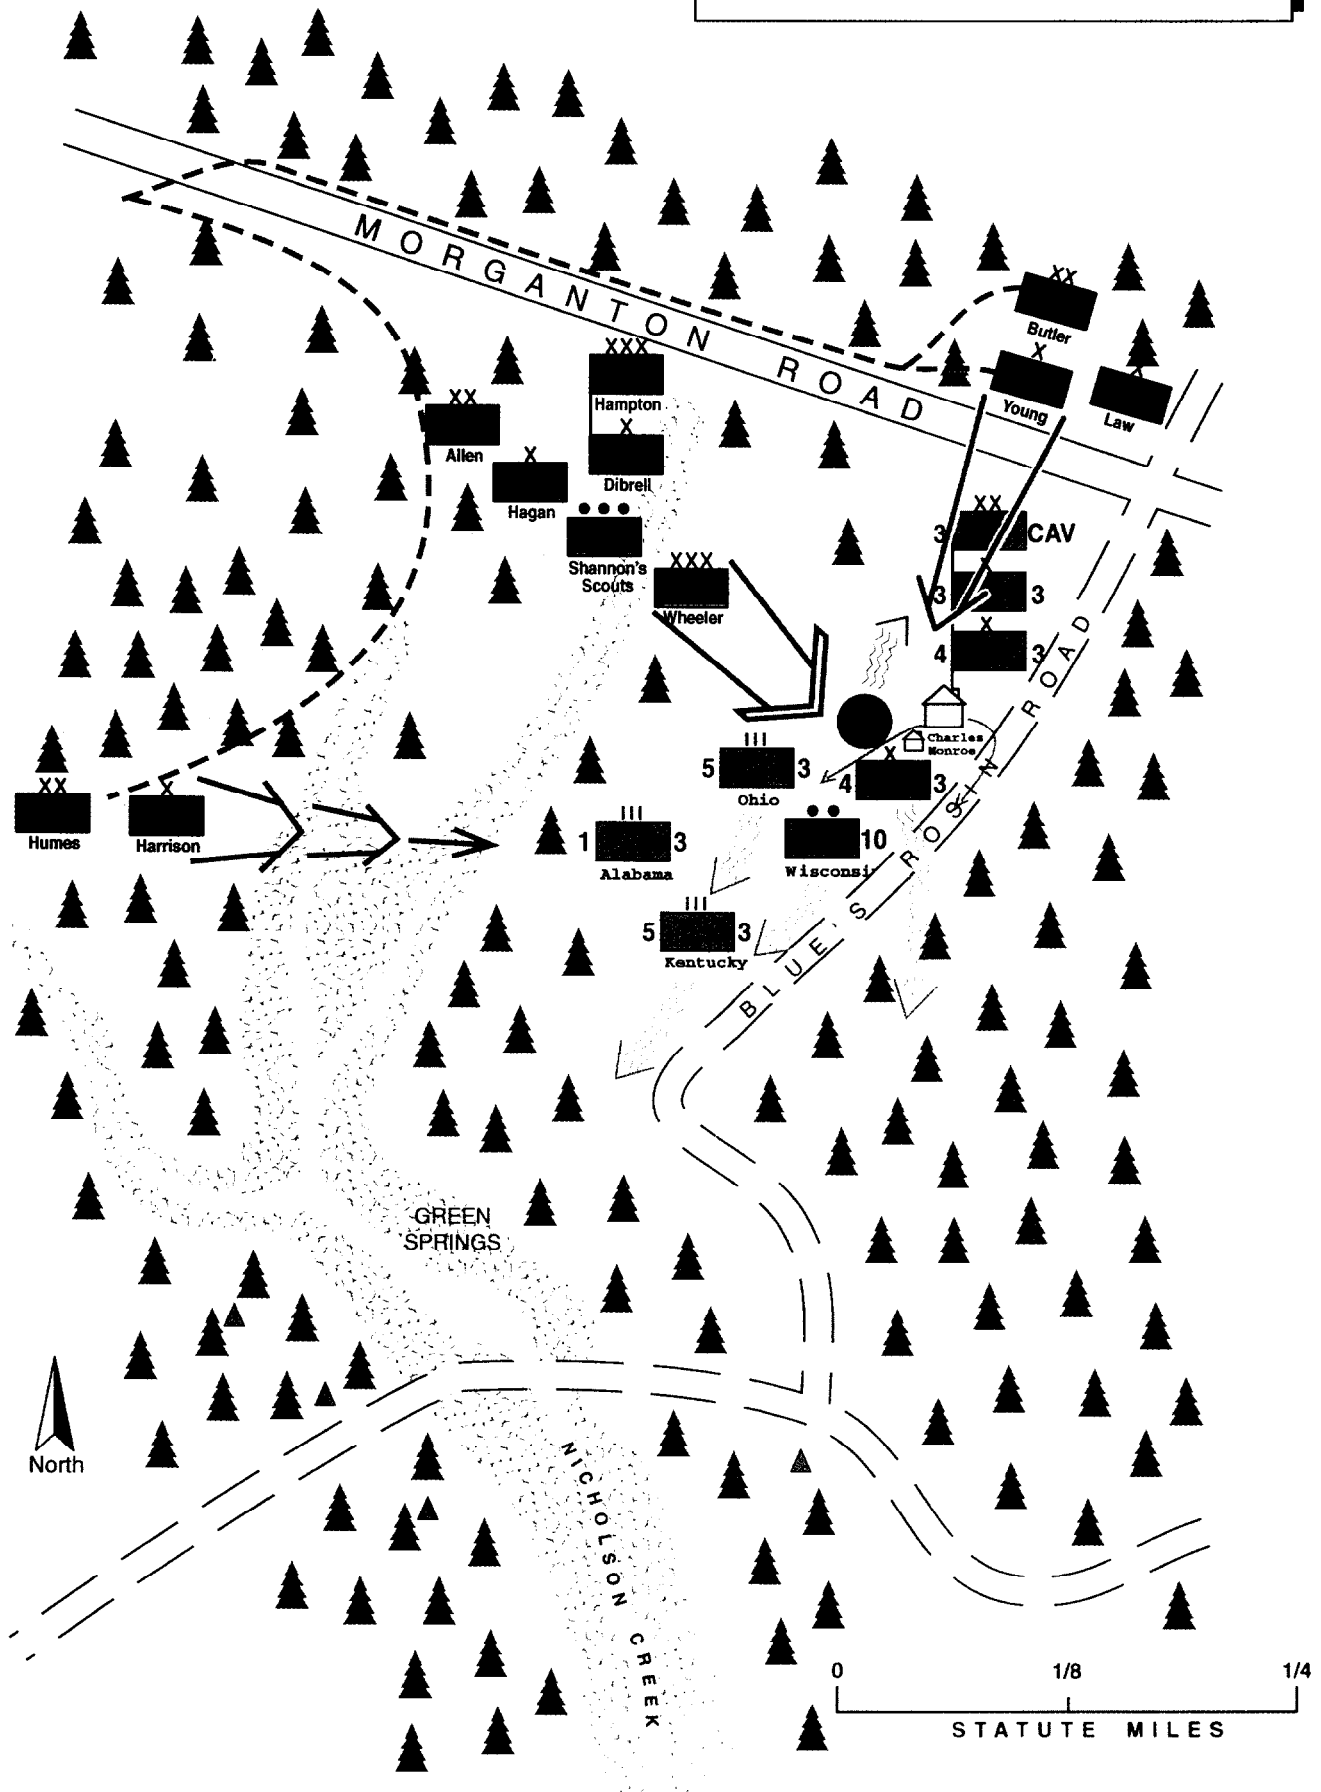 MORGANTON ROAD
XX
Butler
X
Young
X
Law
XXX
Hampton
XX
Allen
X
Dibrell
X
Hagan
XX
3 CAV
Shannon's
Scouts
XXX
Wheeler
3 3
X
4 3
Charles
Monroe
III
5 3
Ohio
X
4 3
XX
Humes
X
Harrison
III
1 3
Alabama
10
Wisconsi
BLUE'S ROSIN ROAD
III
5 3
Kentucky
GREEN
SPRINGS
North
NICHOLSON CREEK
0 1/8 1/4
STATUTE MILES